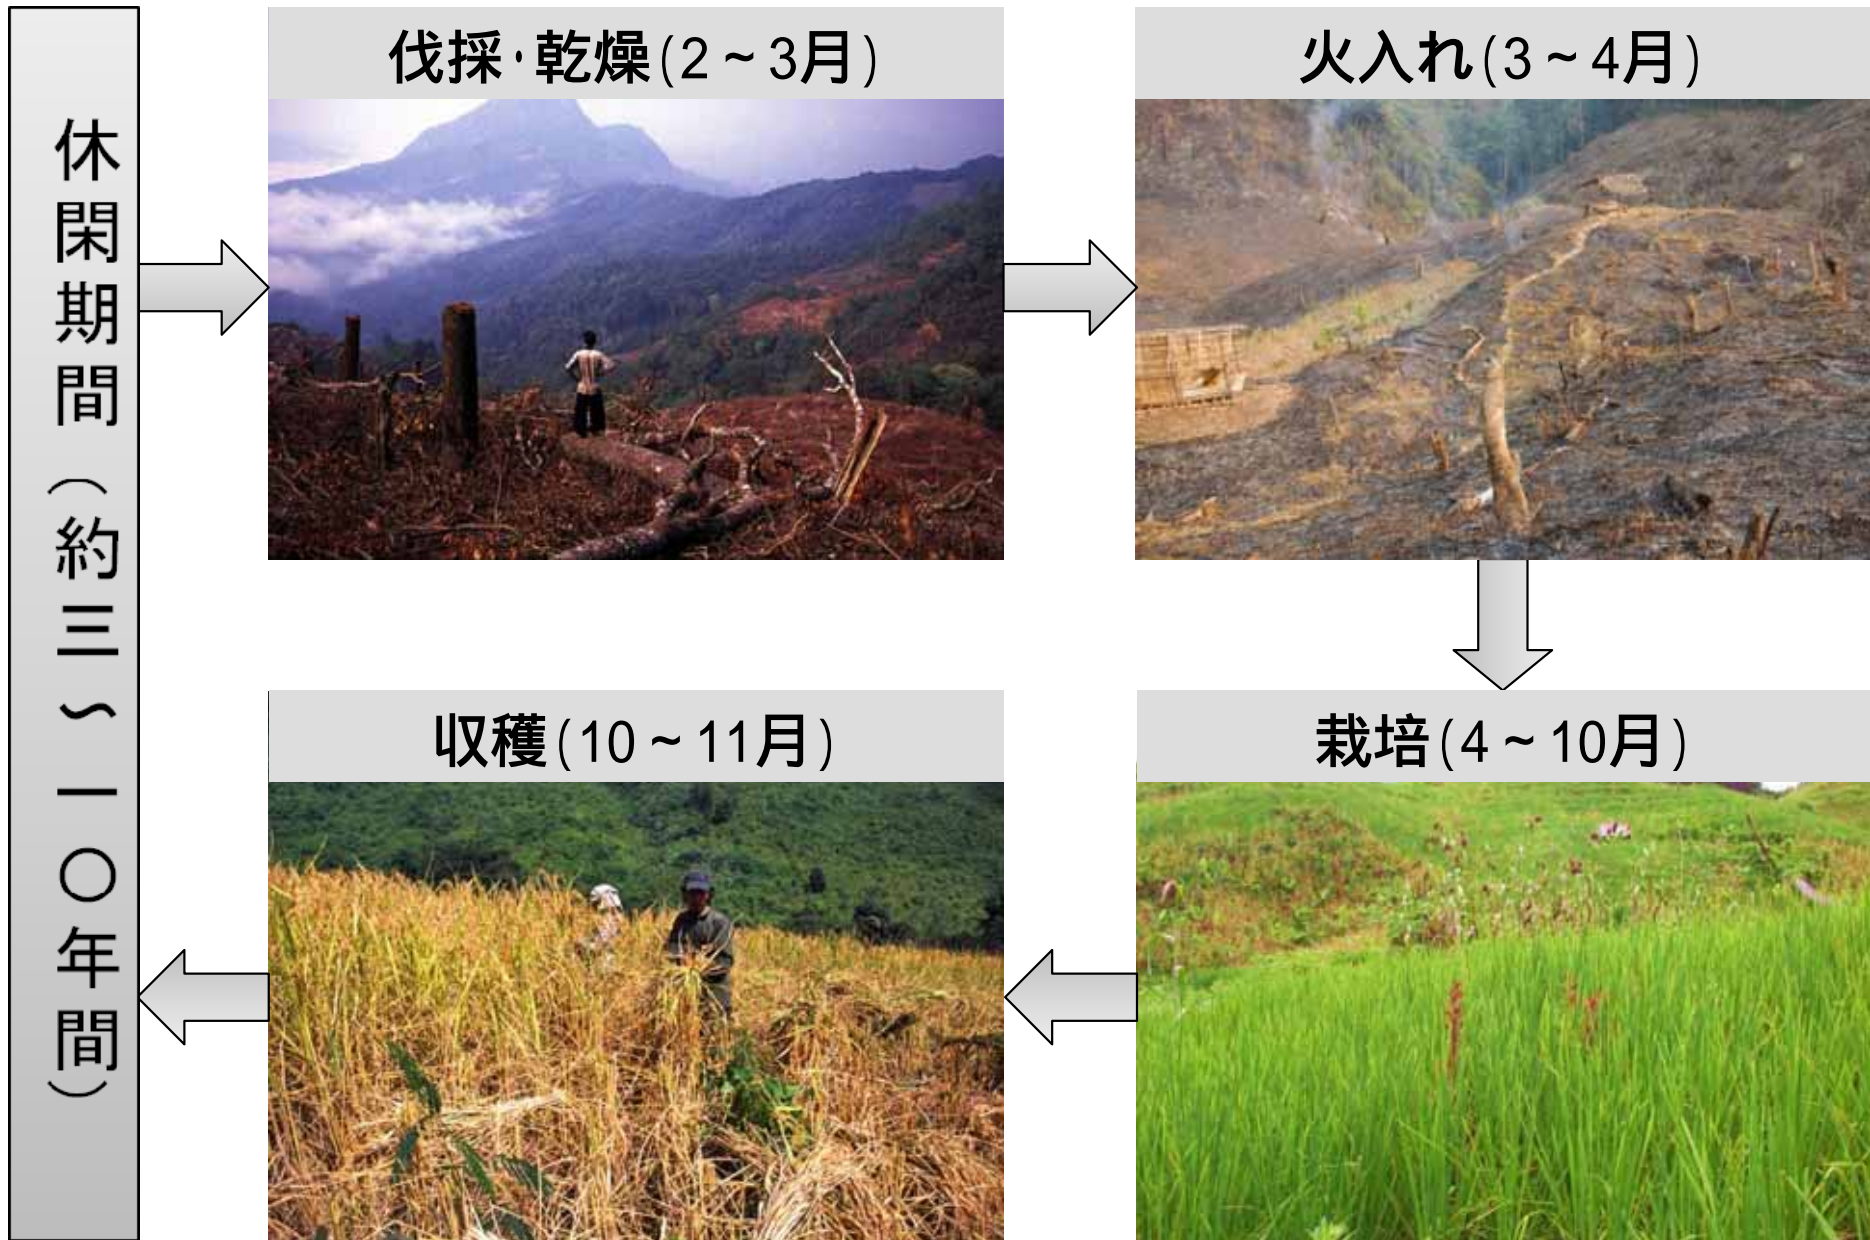 休閑期間(約三〜一〇年間)
伐採・乾燥(2~3月)
火入れ(3~4月)
収穫(10~11月)
栽培(4~10月)